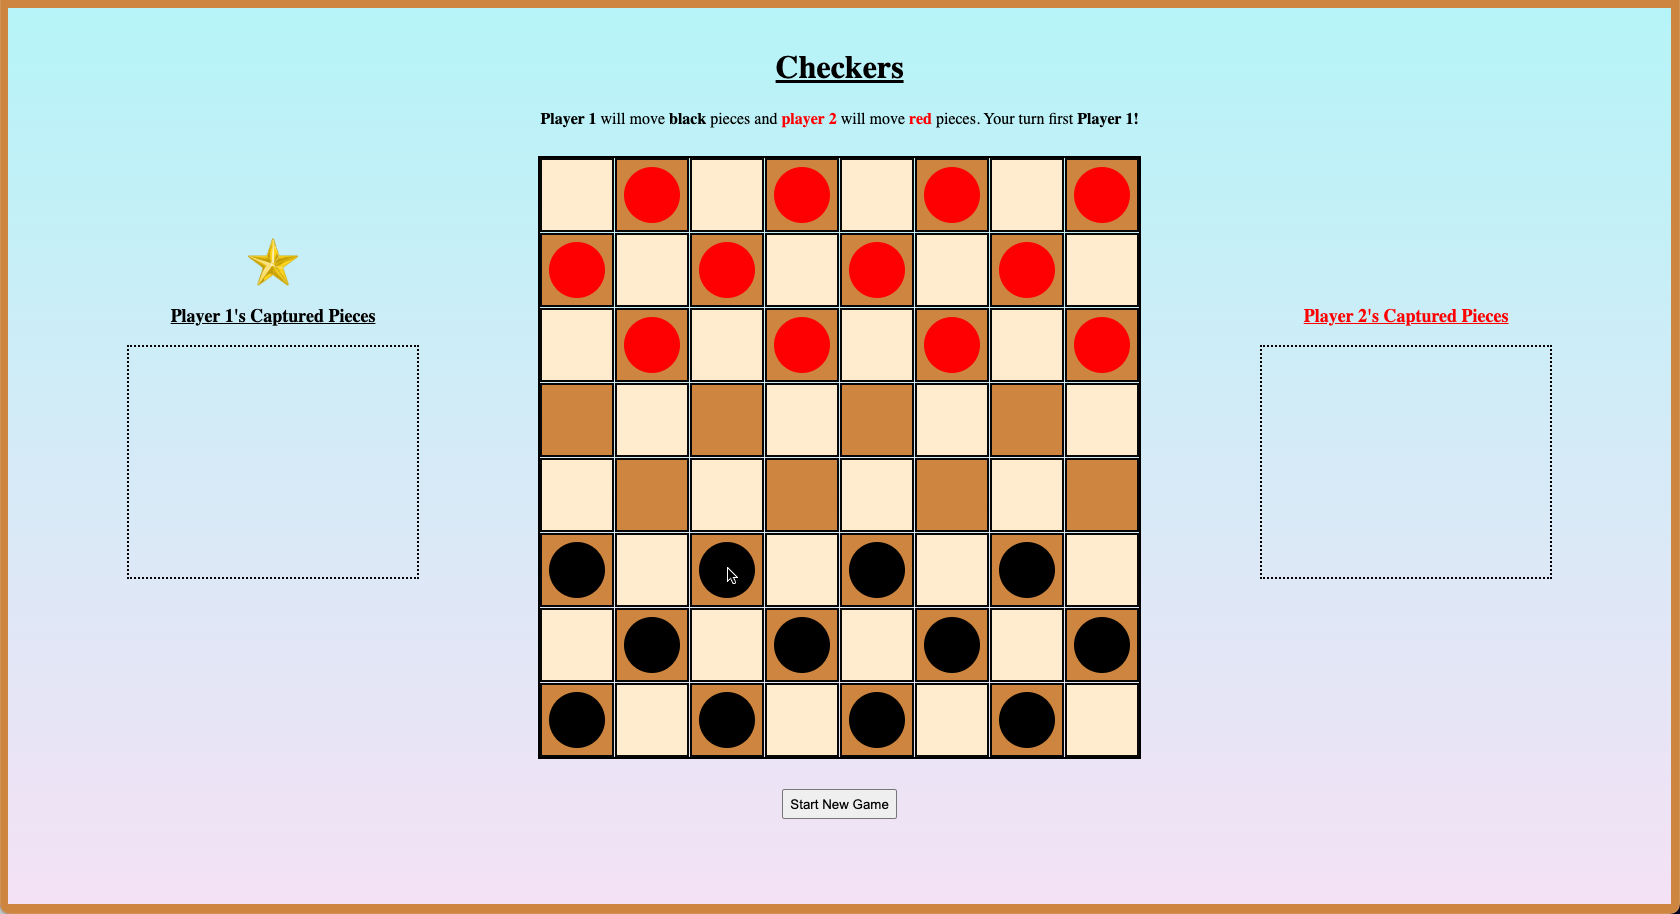 Checkers
Player 1 will move black pieces and player 2 will move red pieces. Your turn first Player 1!
Player 1's Captured Pieces
Player 2's Captured Pieces
Start New Game